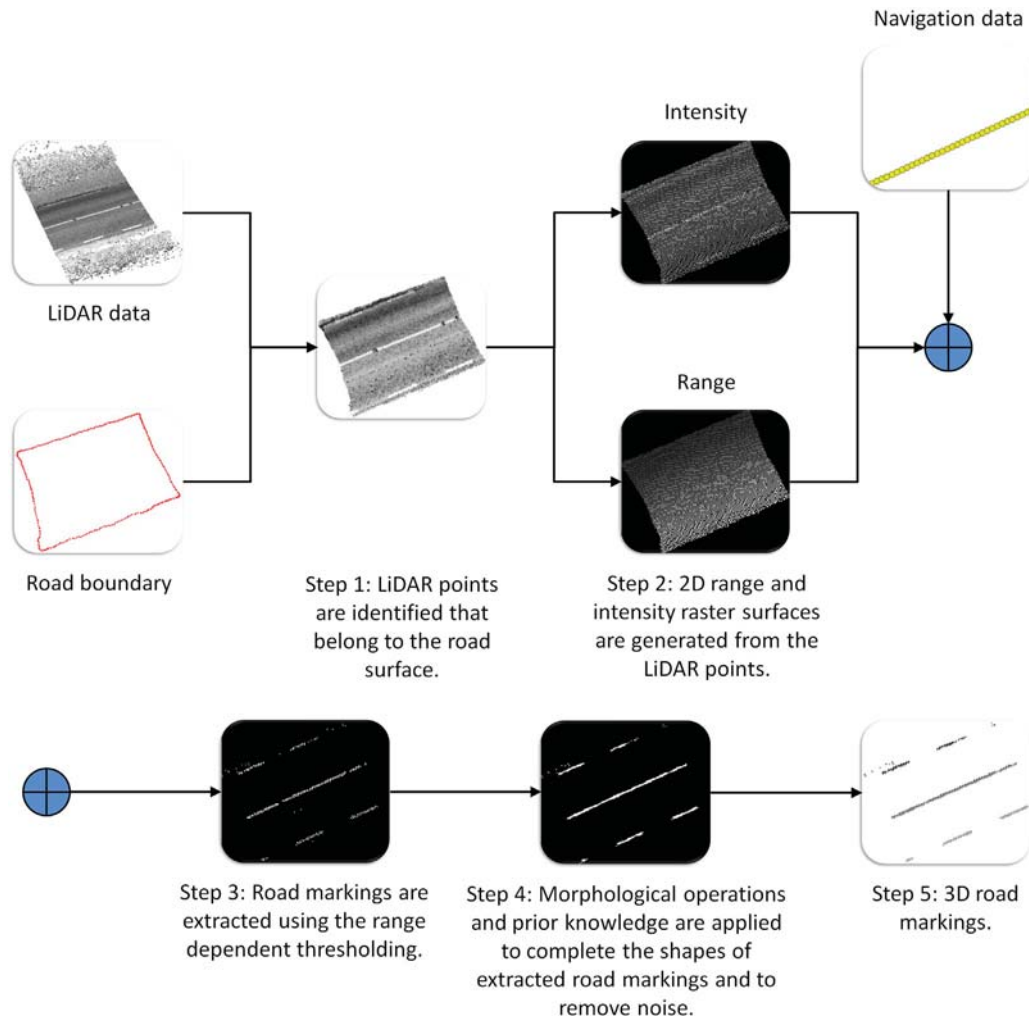 Navigation data
Intensity
LiDAR data
Range
Road boundary
Step 1: LiDAR points
are identified that
belong to the road
surface.
Step 2: 2D range and
intensity raster surfaces
are generated from the
LiDAR points.
Step 3: Road markings are
extracted using the range
dependent thresholding.
Step 4: Morphological operations
and prior knowledge are applied
to complete the shapes of
extracted road markings and to
remove noise.
Step 5: 3D road
markings.